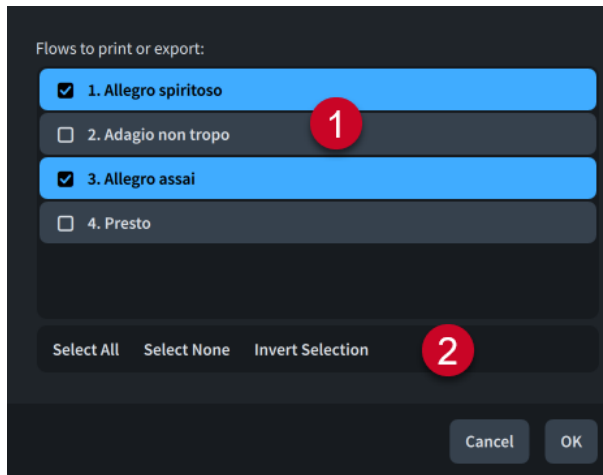 Flows to print or export:
1. Allegro spiritoso
1
2. Adagio non tropo
3. Allegro assai
4. Presto
Select All Select None Invert Selection 2
Cancel OK